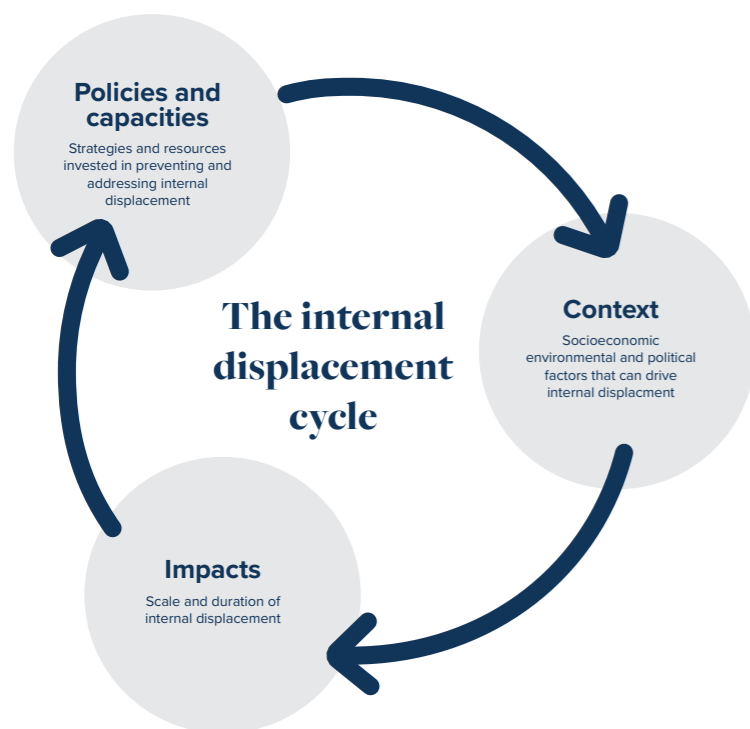 Policies and
capacities
Strategies and resources
invested in preventing and
addressing internal
displacement
The internal
displacement
cycle
Context
Socioeconomic
environmental and political
factors that can drive
internal displacment
Impacts
Scale and duration of
internal displacement